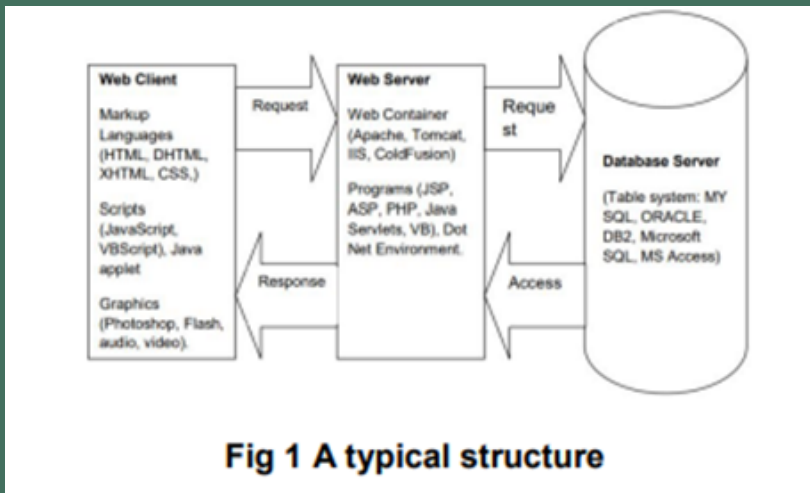 Web Client
Markup
Languages
(HTML, DHTML,
XHTML, CSS,)
Scripts
(JavaScript,
VBScript), Java
applet
Graphics
(Photoshop, Flash,
audio, video).
Request
Response
Web Server
Web Container
(Apache, Tomcat,
IIS, ColdFusion)
Programs (JSP,
ASP, PHP, Java
Servlets, VB), Dot
Net Environment.
Reque
st
Access
Database Server
(Table system: MY
SQL, ORACLE,
DB2, Microsoft
SQL, MS Access)
Fig 1 A typical structure